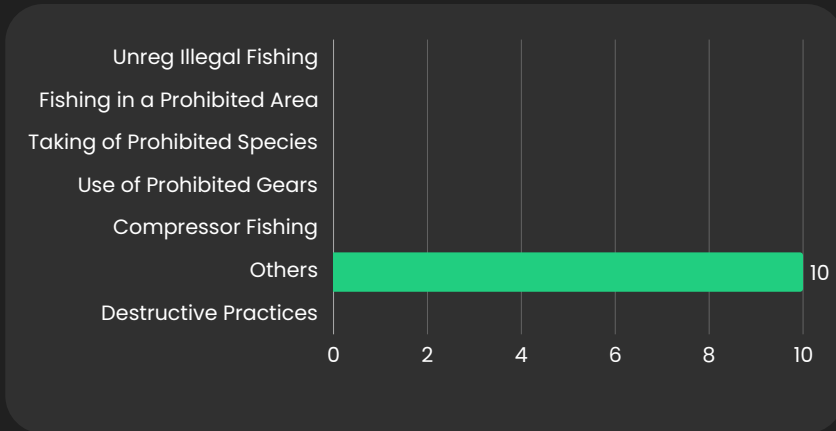 Unreg Illegal Fishing
Fishing in a Prohibited Area
Taking of Prohibited Species
Use of Prohibited Gears
Compressor Fishing
Others
10
Destructive Practices
0 2 4 6 8 10